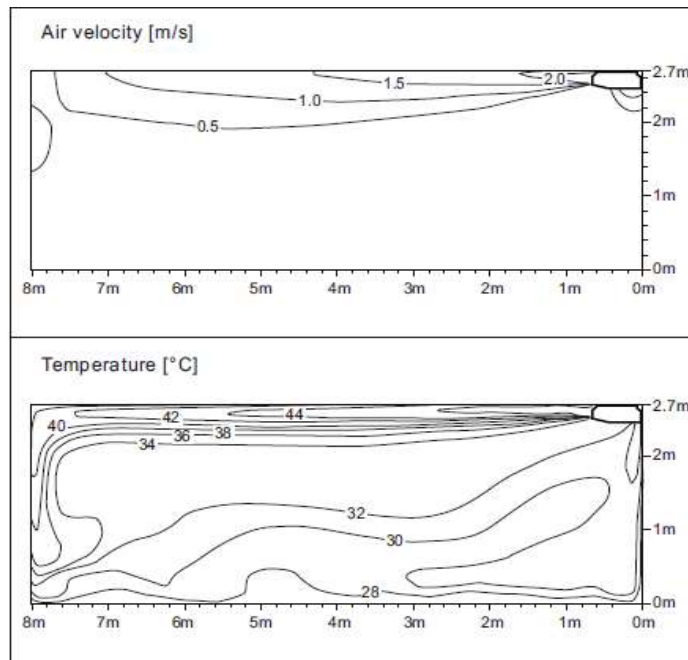 Air velocity [m/s]
2.0 2.7m
1.5
1.0
0.5 2m
1m
0m
8m 7m 6m 5m 4m 3m 2m 1m 0m
Temperature [°C]
2.7m
42 44
40
36 38
34 2m
32
30 1m
28
0m
8m 7m 6m 5m 4m 3m 2m 1m 0m